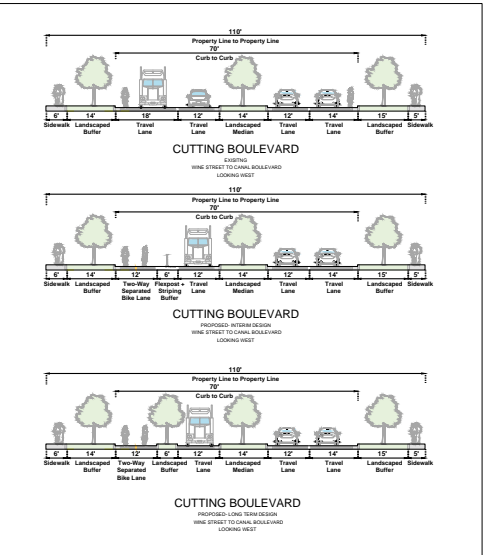 110'
Property Line to Property Line
70'
Curb to Curb
6' 14' 18' 12' 14' 12' 14' 15' 5'
Sidewalk Landscaped Travel Travel Landscaped Travel Travel Landscaped Sidewalk
Buffer Lane Lane Median Lane Lane Buffer
CUTTING BOULEVARD
EXISITNG
WINE STREET TO CANAL BOULEVARD
LOOKING WEST
110'
Property Line to Property Line
70'
Curb to Curb
6' 14' 12' 6' 12' 14' 12' 14' 15' 5'
Sidewalk Landscaped Two-Way Flexpost + Travel Landscaped Travel Travel Landscaped Sidewalk
Buffer Separated Striping Lane Median Lane Lane Buffer
Bike Lane Buffer
CUTTING BOULEVARD
PROPOSED- INTERIM DESIGN
WINE STREET TO CANAL BOULEVARD
LOOKING WEST
110'
Property Line to Property Line
70'
Curb to Curb
6' 14' 12' 6' 12' 14' 12' 14' 15' 5'
Sidewalk Landscaped Two-Way Landscaped Travel Landscaped Travel Travel Landscaped Sidewalk
Buffer Separated Buffer Lane Median Lane Lane Buffer
Bike Lane
CUTTING BOULEVARD
PROPOSED- LONG TERM DESIGN
WINE STREET TO CANAL BOULEVARD
LOOKING WEST